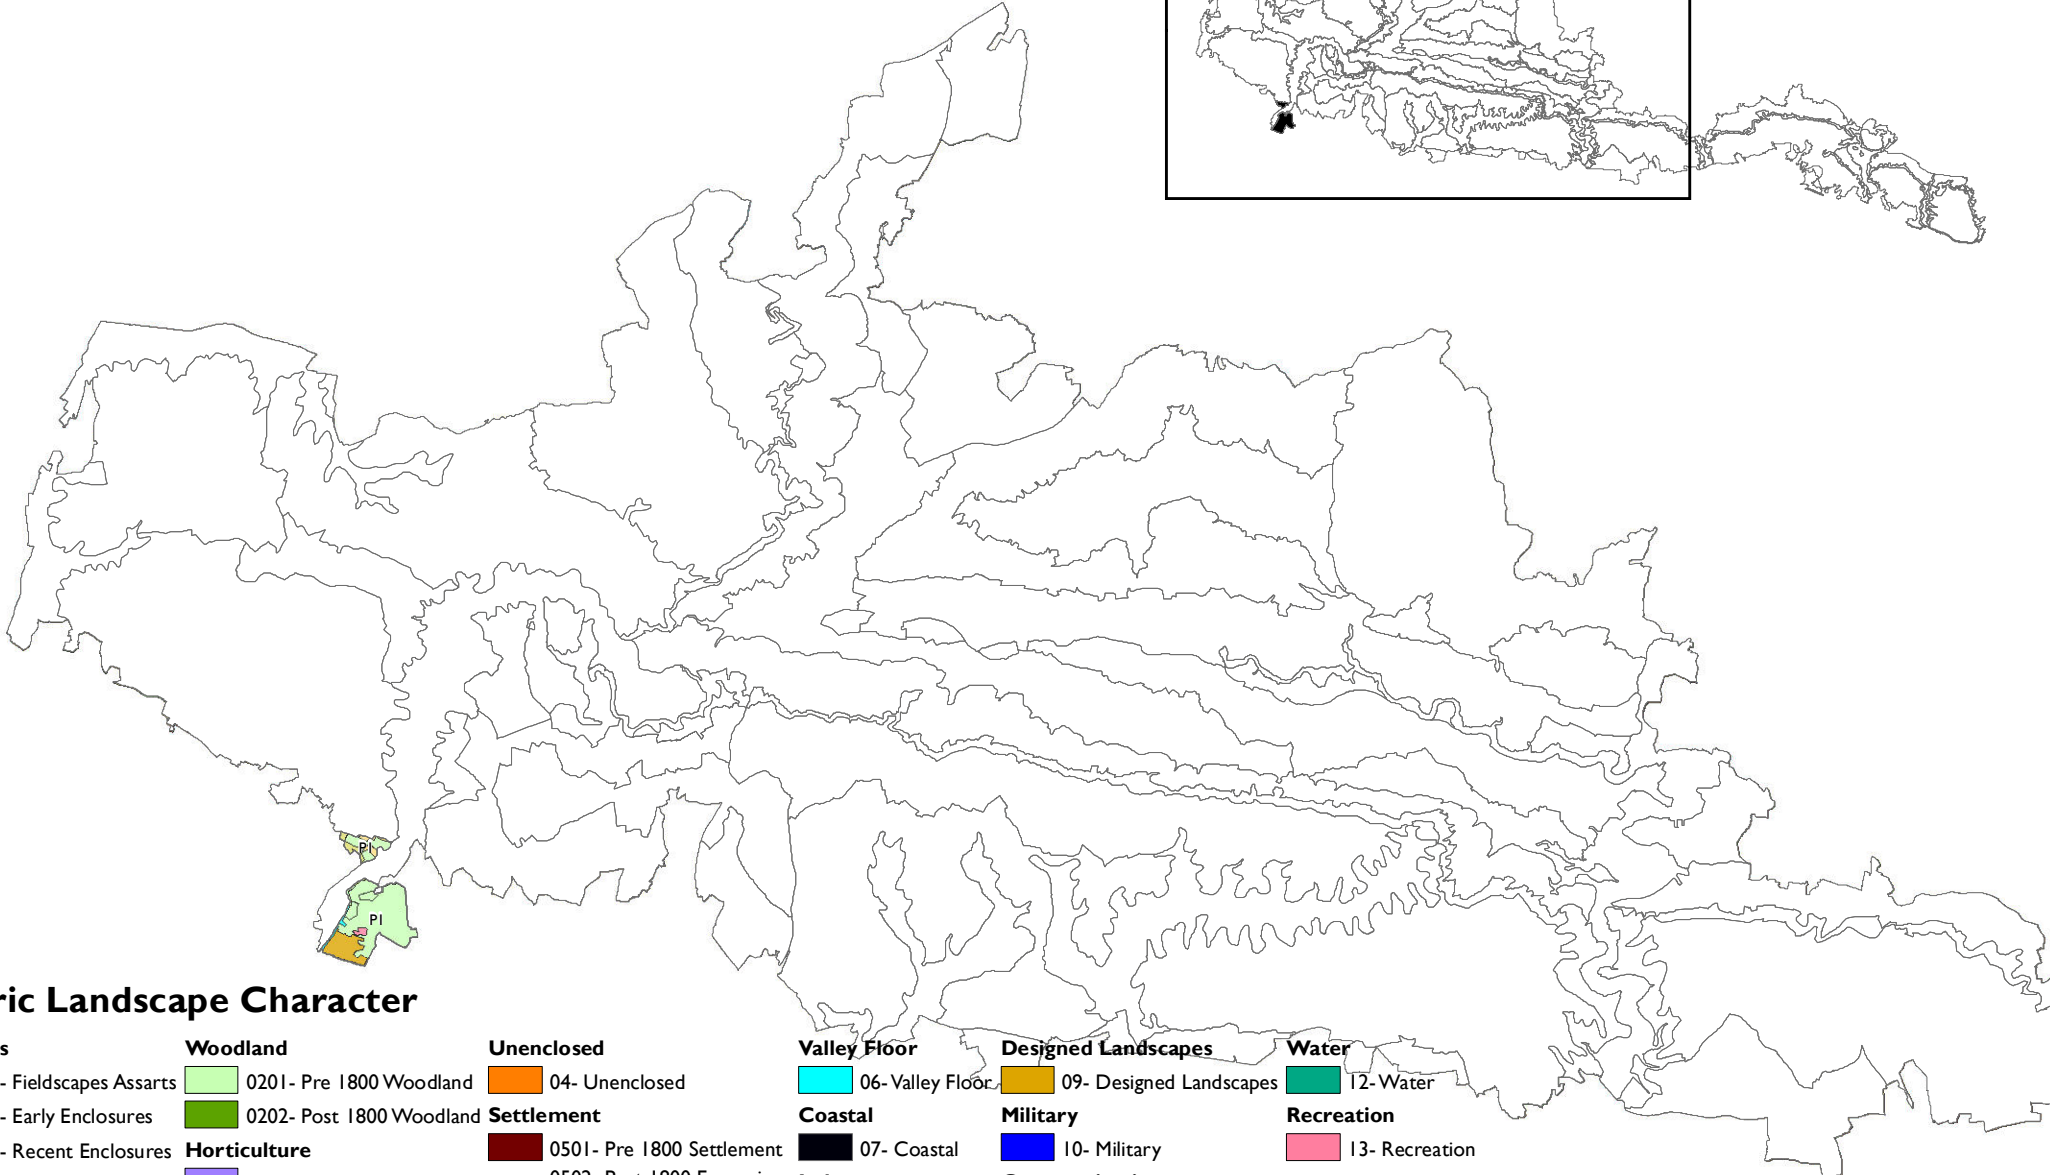 PI
PI
ric Landscape Character
s
- Fieldscapes Assarts
- Early Enclosures
- Recent Enclosures
Woodland
0201- Pre 1800 Woodland
0202- Post 1800 Woodland
Horticulture
Unenclosed
04- Unenclosed
Settlement
0501- Pre 1800 Settlement
Valley Floor
06- Valley Floor
Coastal
07- Coastal
Designed Landscapes
09- Designed Landscapes
Military
10- Military
Water
12- Water
Recreation
13- Recreation